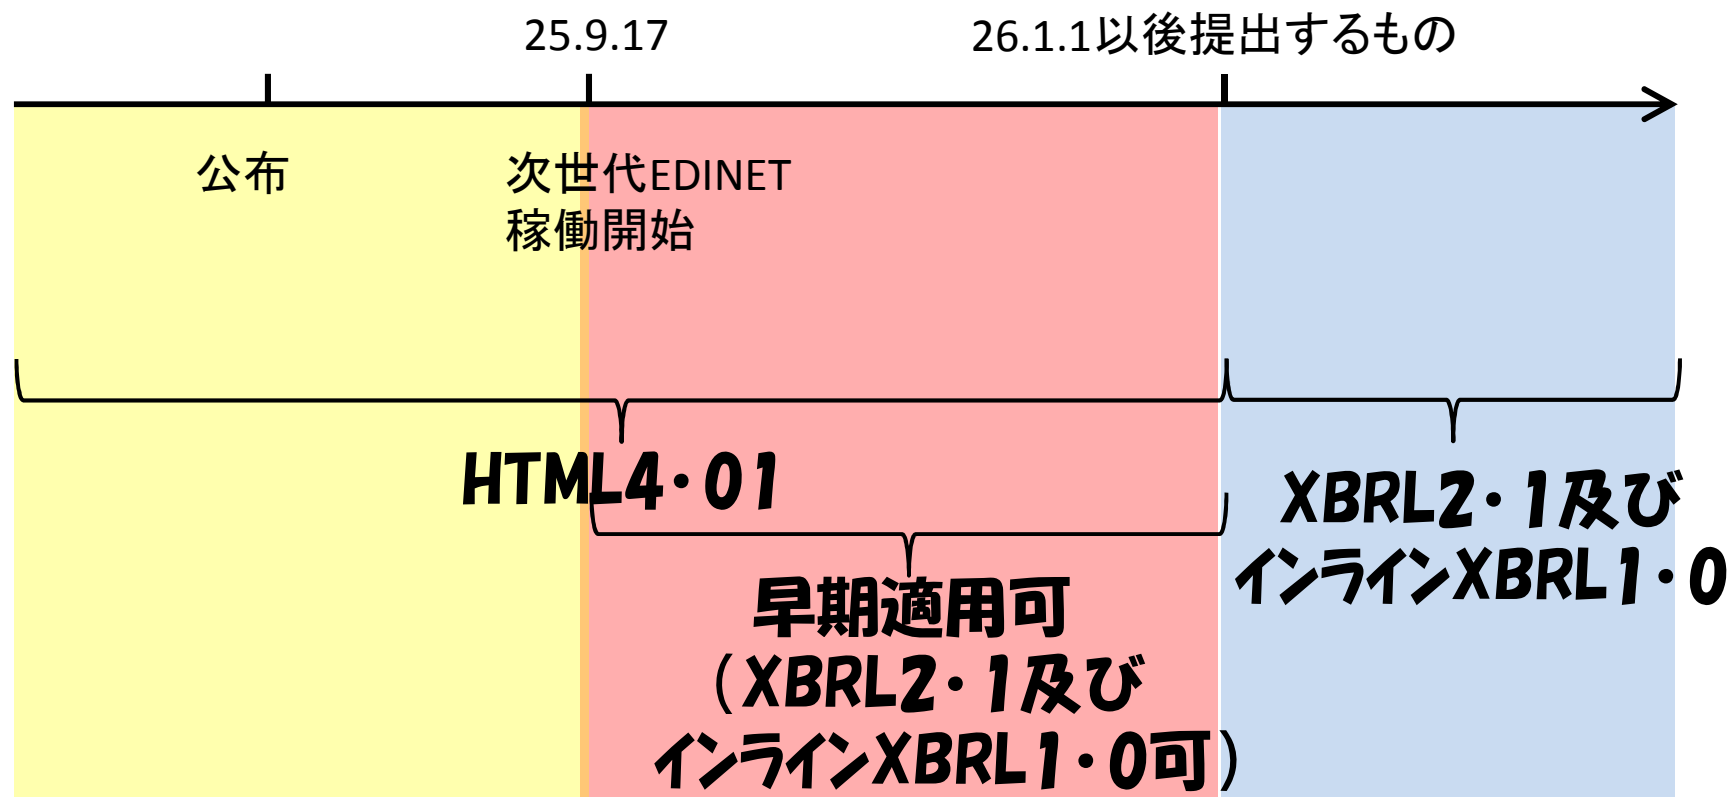 25.9.17
26.1.1以後提出するもの
公布
次世代EDINET
稼働開始
HTML4・01
XBRL2・1及び
インラインXBRL1・0
早期適用可
（XBRL2・1及び
インラインXBRL1・0可）